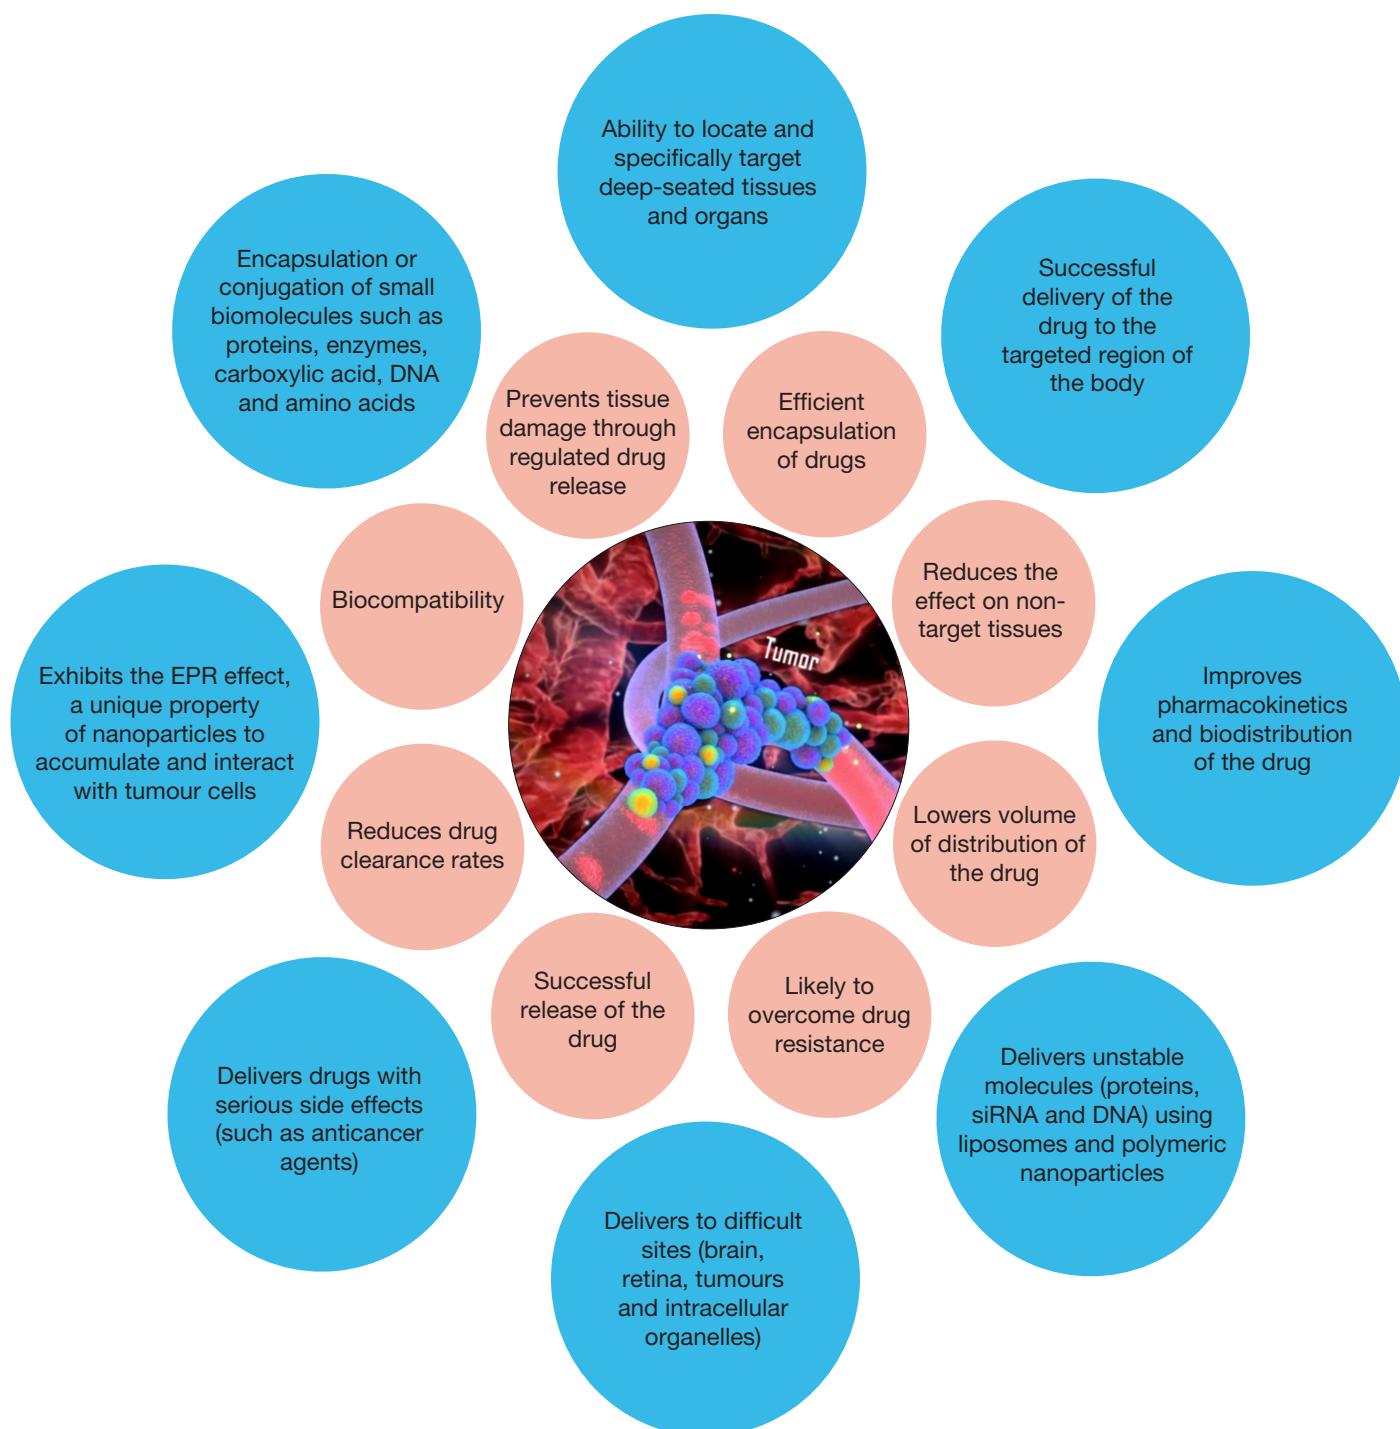 Ability to locate and
specifically target
deep-seated tissues
and organs
Encapsulation or
conjugation of small
biomolecules such as
proteins, enzymes,
carboxylic acid, DNA
and amino acids
Successful
delivery of the
drug to the
targeted region of
the body
Prevents tissue
damage through
regulated drug
release
Efficient
encapsulation
of drugs
Biocompatibility
Reduces the
effect on non-
target tissues
Tumor
Exhibits the EPR effect,
a unique property
of nanoparticles to
accumulate and interact
with tumour cells
Improves
pharmacokinetics
and biodistribution
of the drug
Reduces drug
clearance rates
Lowers volume
of distribution of
the drug
Successful
release of the
drug
Likely to
overcome drug
resistance
Delivers drugs with
serious side effects
(such as anticancer
agents)
Delivers unstable
molecules (proteins,
siRNA and DNA) using
liposomes and polymeric
nanoparticles
Delivers to difficult
sites (brain,
retina, tumours
and intracellular
organelles)